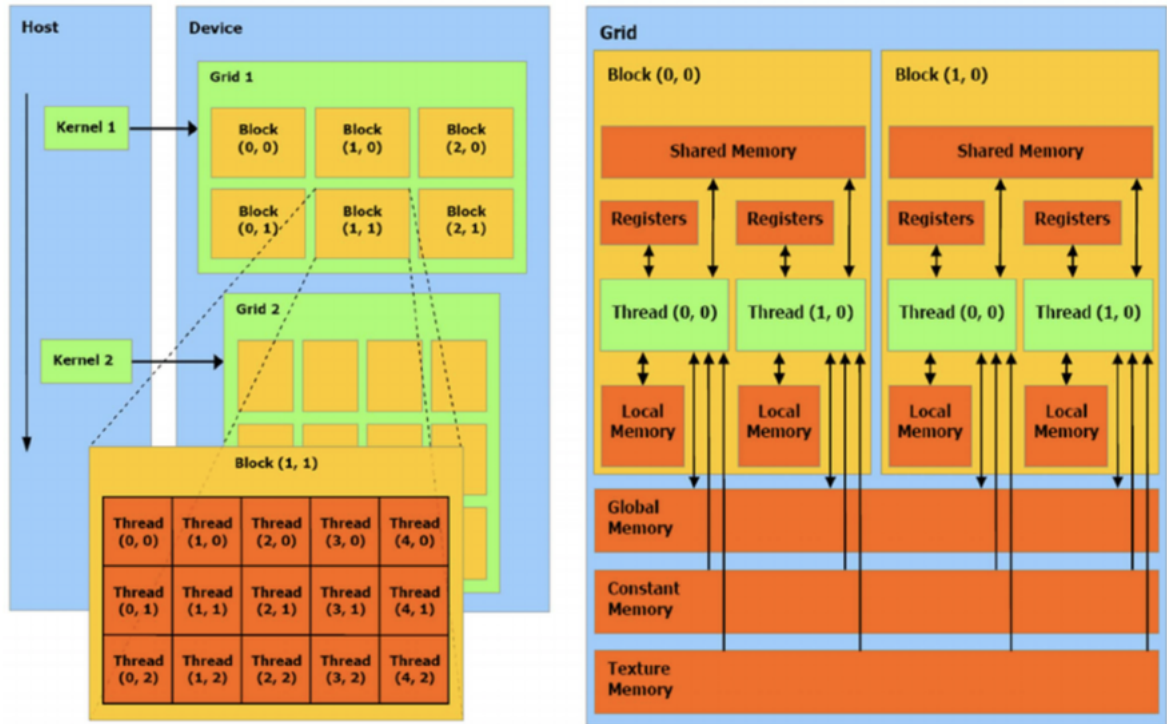 Host
Device
Grid 1
Kernel 1
Block
(0, 0)
Block
(1, 0)
Block
(2, 0)
Block
(0, 1)
Block
(1, 1)
Block
(2, 1)
Grid 2
Kernel 2
Block (1, 1)
Thread
(0, 0)
Thread
(1, 0)
Thread
(2, 0)
Thread
(3, 0)
Thread
(4, 0)
Thread
(0, 1)
Thread
(1, 1)
Thread
(2, 1)
Thread
(3, 1)
Thread
(4, 1)
Thread
(0, 2)
Thread
(1, 2)
Thread
(2, 2)
Thread
(3, 2)
Thread
(4, 2)
Grid
Block (0, 0)
Shared Memory
Registers
Registers
Thread (0, 0)
Thread (1, 0)
Local
Memory
Local
Memory
Block (1, 0)
Shared Memory
Registers
Registers
Thread (0, 0)
Thread (1, 0)
Local
Memory
Local
Memory
Global
Memory
Constant
Memory
Texture
Memory